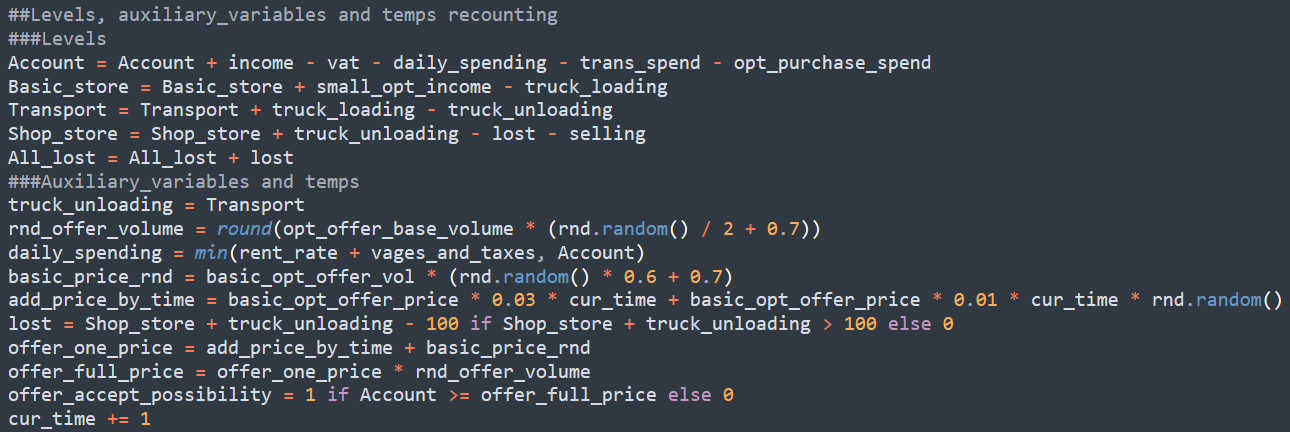 ##Levels, auxiliary_variables and temps recounting
###Levels
Account = Account + income - vat - daily_spending - trans_spend - opt_purchase_spend
Basic_store = Basic_store + small_opt_income - truck_loading
Transport = Transport + truck_loading - truck_unloading
Shop_store = Shop_store + truck_unloading - lost - selling
All_lost = All_lost + lost
###Auxiliary_variables and temps
truck_unloading = Transport
rnd_offer_volume = round(opt_offer_base_volume * (rnd.random() / 2 + 0.7))
daily_spending = min(rent_rate + vages_and_taxes, Account)
basic_price_rnd = basic_opt_offer_vol * (rnd.random() * 0.6 + 0.7)
add_price_by_time = basic_opt_offer_price * 0.03 * cur_time + basic_opt_offer_price * 0.01 * cur_time * rnd.random()
lost = Shop_store + truck_unloading - 100 if Shop_store + truck_unloading > 100 else 0
offer_one_price = add_price_by_time + basic_price_rnd
offer_full_price = offer_one_price * rnd_offer_volume
offer_accept_possibility = 1 if Account >= offer_full_price else 0
cur_time += 1